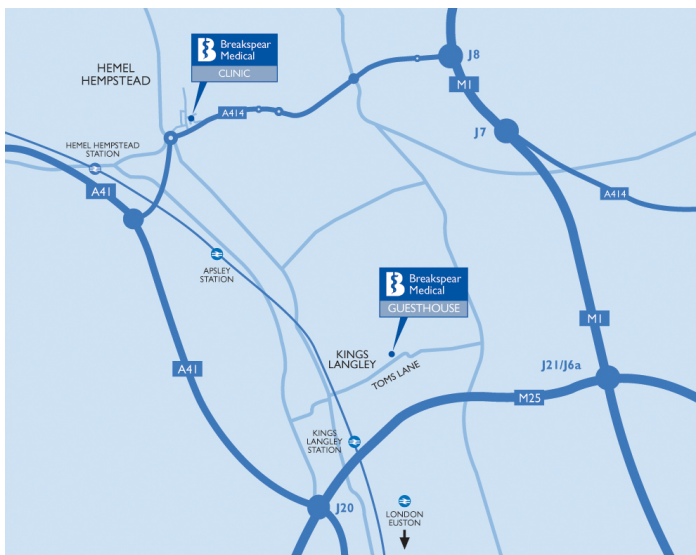 Breakspear
Medical
CLINIC
HEMEL
HEMPSTEAD
J8
M1
A414
J7
HEMEL HEMPSTEAD
STATION
A41
A414
APSLEY
STATION
Breakspear
Medical
GUESTHOUSE
M1
KINGS
LANGLEY
TOMS LANE
J21/J6a
A41
M25
KINGS
LANGLEY
STATION
J20
LONDON
EUSTON